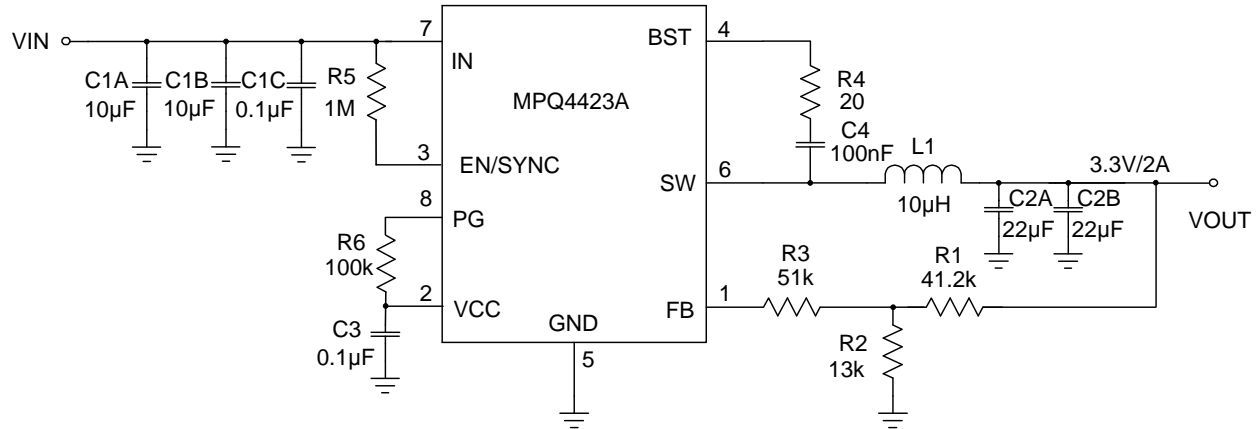 VIN
C1A
10µF
C1B
10µF
C1C
0.1µF
R5
1M
7
IN
3
EN/SYNC
8
PG
R6
100k
2
VCC
C3
0.1µF
MPQ4423A
GND
5
BST
4
R4
20
C4
100nF
SW
6
L1
10µH
3.3V/2A
C2A
22µF
C2B
22µF
VOUT
FB
1
R3
51k
R1
41.2k
R2
13k